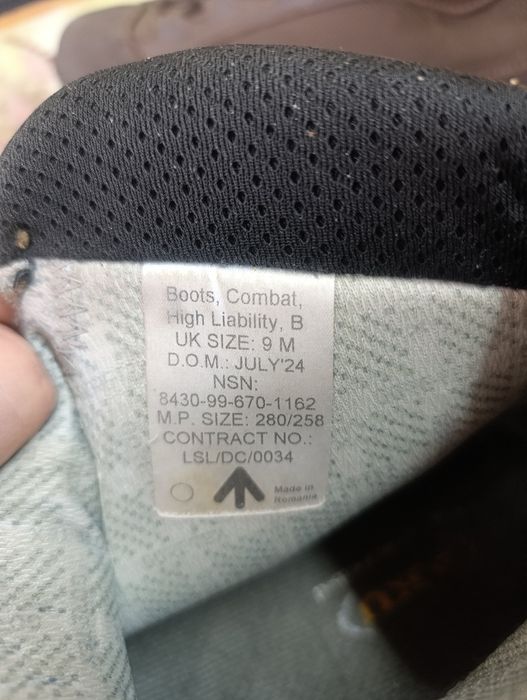 Boots, Combat,
High Liability, B
UK SIZE: 9 M
D.O.M.: JULY'24
NSN:
8430-99-670-1162
M.P. SIZE: 280/258
CONTRACT NO.:
LSL/DC/0034
Made in
Romania